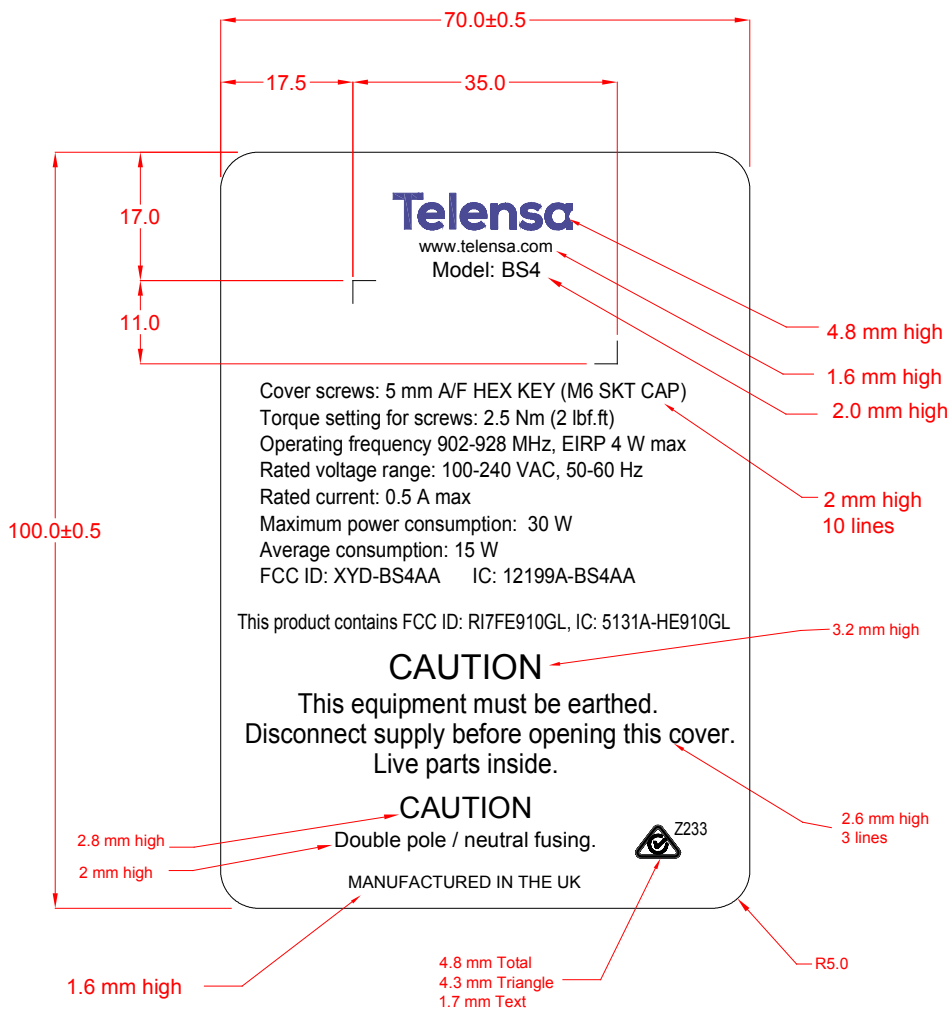 70.0±0.5
17.5
35.0
17.0
Telensa
www.telensa.com
Model: BS4
11.0
4.8 mm high
1.6 mm high
2.0 mm high
Cover screws: 5 mm A/F HEX KEY (M6 SKT CAP)
Torque setting for screws: 2.5 Nm (2 lbf.ft)
Operating frequency 902-928 MHz, EIRP 4 W max
Rated voltage range: 100-240 VAC, 50-60 Hz
Rated current: 0.5 A max
Maximum power consumption:  30 W
Average consumption: 15 W
FCC ID: XYD-BS4AA     IC: 12199A-BS4AA
2 mm high
10 lines
100.0±0.5
This product contains FCC ID: RI7FE910GL, IC: 5131A-HE910GL
3.2 mm high
CAUTION
This equipment must be earthed.
Disconnect supply before opening this cover.
Live parts inside.
2.6 mm high
3 lines
CAUTION
Double pole / neutral fusing.
Z233
2.8 mm high
2 mm high
MANUFACTURED IN THE UK
1.6 mm high
4.8 mm Total
4.3 mm Triangle
1.7 mm Text
R5.0